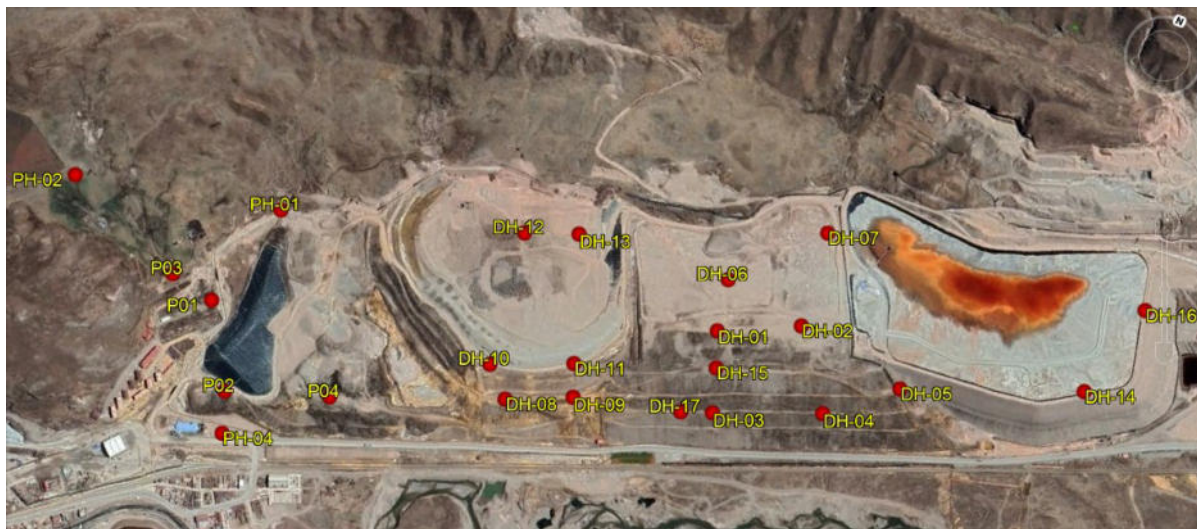 N
PH-02
PH-01
DH-12
DH-13
DH-07
P03
DH-06
P01
DH-16
DH-01
DH-02
DH-10
DH-11
DH-15
P02
P04
DH-08
DH-09
DH-17
DH-03
DH-04
DH-05
DH-14
PH-04